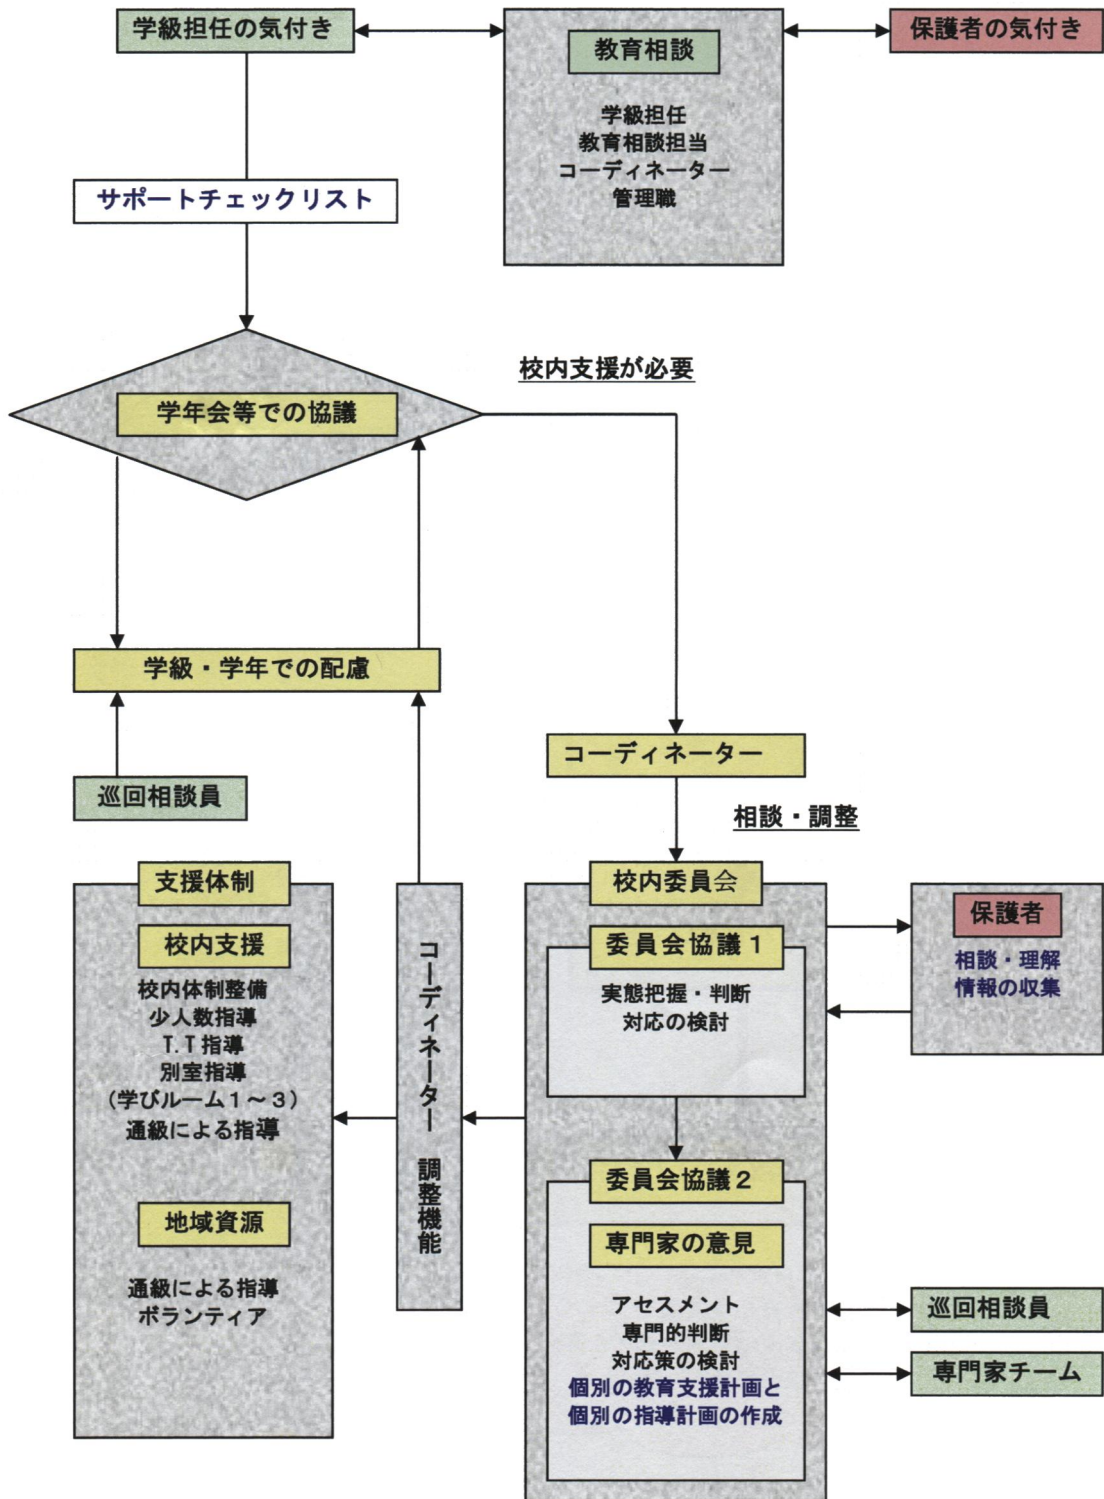 学級担任の気付き
教育相談
学級担任
教育相談担当
コーディネーター
管理職
保護者の気付き
サポートチェックリスト
学年会等での協議
校内支援が必要
学級・学年での配慮
巡回相談員
コーディネーター
相談・調整
支援体制
校内支援
校内体制整備
少人数指導
T.T指導
別室指導
(学びルーム1～3)
通級による指導
地域資源
通級による指導
ボランティア
コーディネーター 調整機能
校内委員会
委員会協議1
実態把握・判断
対応の検討
委員会協議2
専門家の意見
アセスメント
専門的判断
対応策の検討
個別の教育支援計画と
個別の指導計画の作成
保護者
相談・理解
情報の収集
巡回相談員
専門家チーム